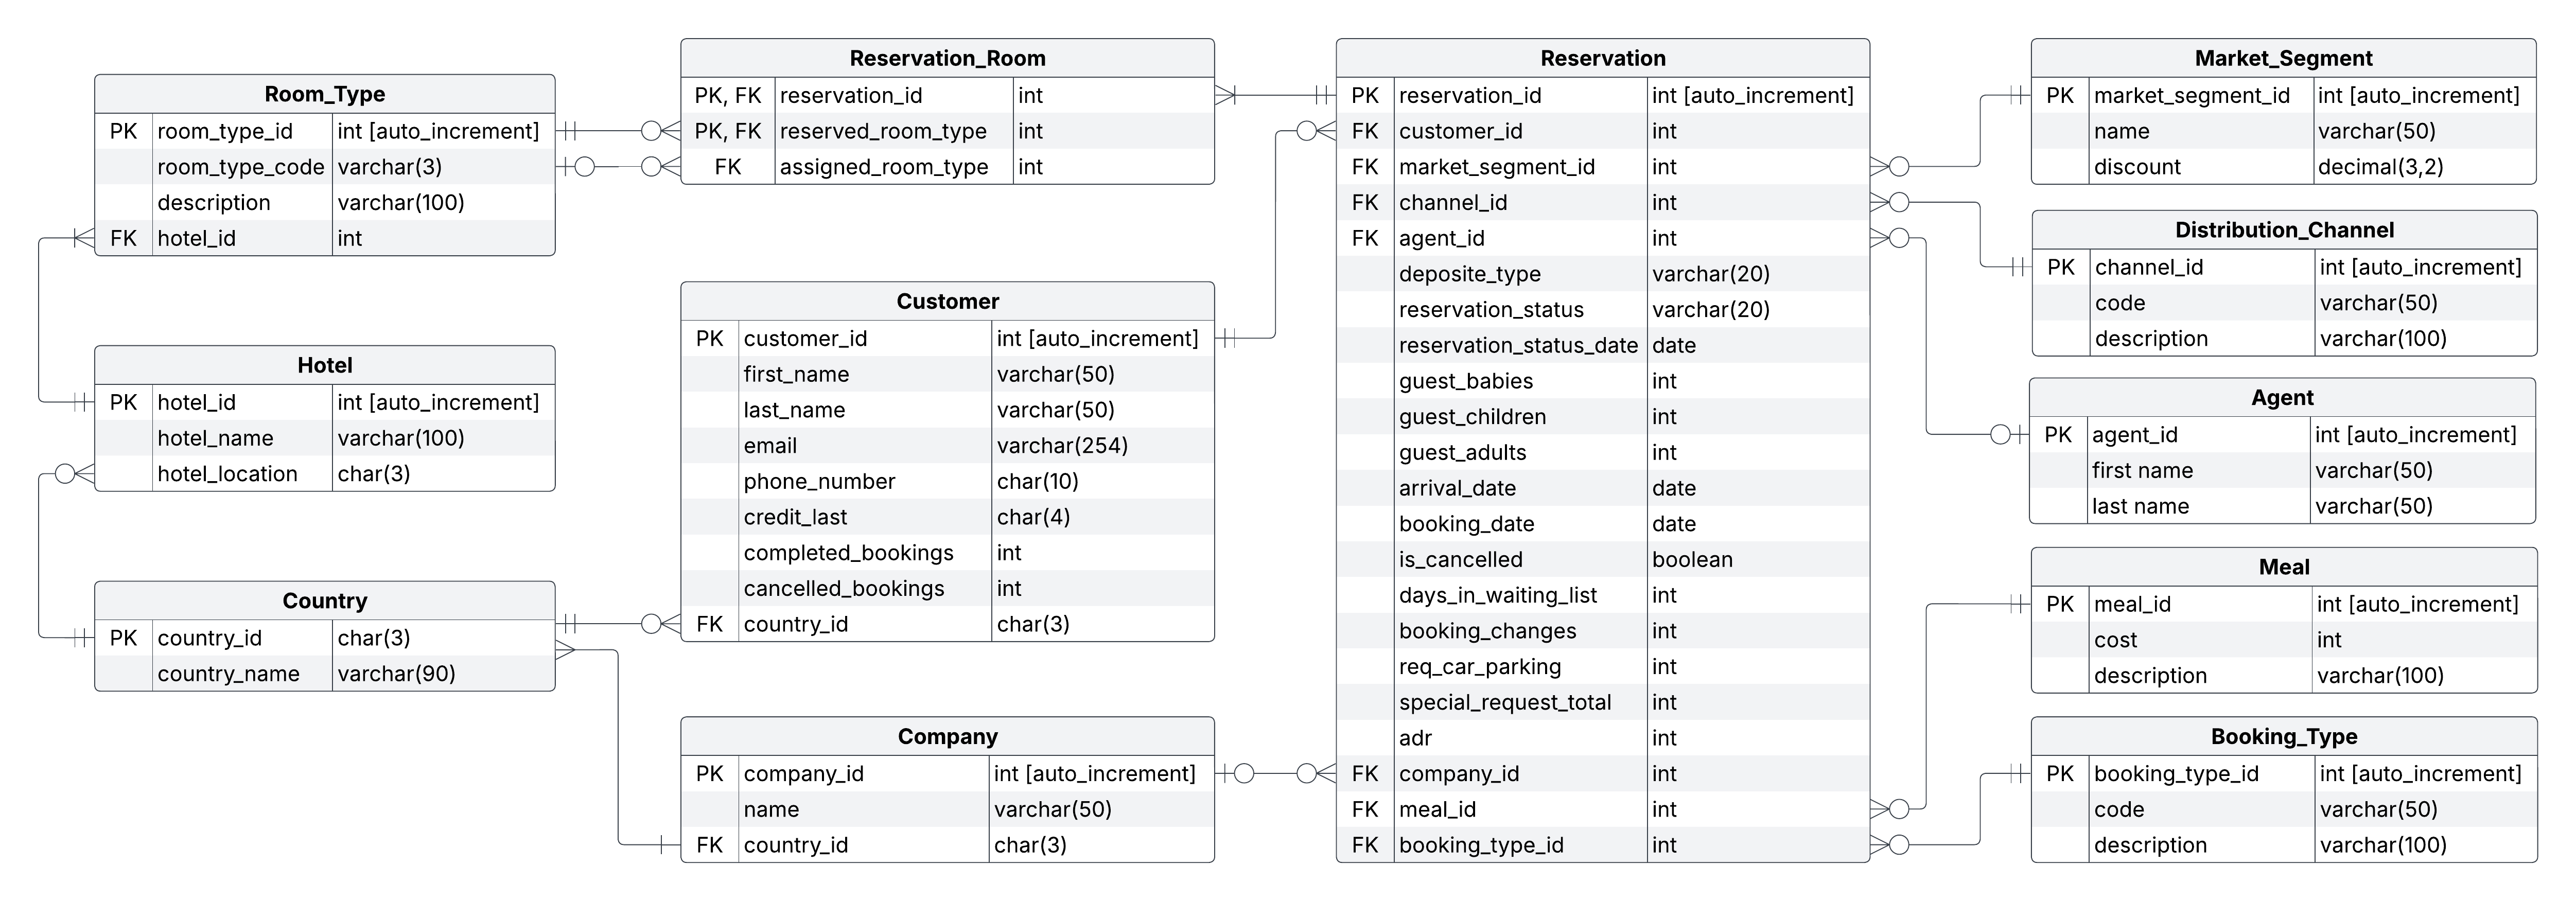 Room_Type
PK room_type_id int [auto_increment]
room_type_code varchar(3)
description varchar(100)
FK hotel_id int
Hotel
PK hotel_id int [auto_increment]
hotel_name varchar(100)
hotel_location char(3)
Country
PK country_id char(3)
country_name varchar(90)
Reservation_Room
PK, FK reservation_id int
PK, FK reserved_room_type int
FK assigned_room_type int
Customer
PK customer_id int [auto_increment]
first_name varchar(50)
last_name varchar(50)
email varchar(254)
phone_number char(10)
credit_last char(4)
completed_bookings int
cancelled_bookings int
FK country_id char(3)
Company
PK company_id int [auto_increment]
name varchar(50)
FK country_id char(3)
Reservation
PK reservation_id int [auto_increment]
FK customer_id int
FK market_segment_id int
FK channel_id int
FK agent_id int
deposite_type varchar(20)
reservation_status varchar(20)
reservation_status_date date
guest_babies int
guest_children int
guest_adults int
arrival_date date
booking_date date
is_cancelled boolean
days_in_waiting_list int
booking_changes int
req_car_parking int
special_request_total int
adr int
FK company_id int
FK meal_id int
FK booking_type_id int
Market_Segment
PK market_segment_id int [auto_increment]
name varchar(50)
discount decimal(3,2)
Distribution_Channel
PK channel_id int [auto_increment]
code varchar(50)
description varchar(100)
Agent
PK agent_id int [auto_increment]
first name varchar(50)
last name varchar(50)
Meal
PK meal_id int [auto_increment]
cost int
description varchar(100)
Booking_Type
PK booking_type_id int [auto_increment]
code varchar(50)
description varchar(100)